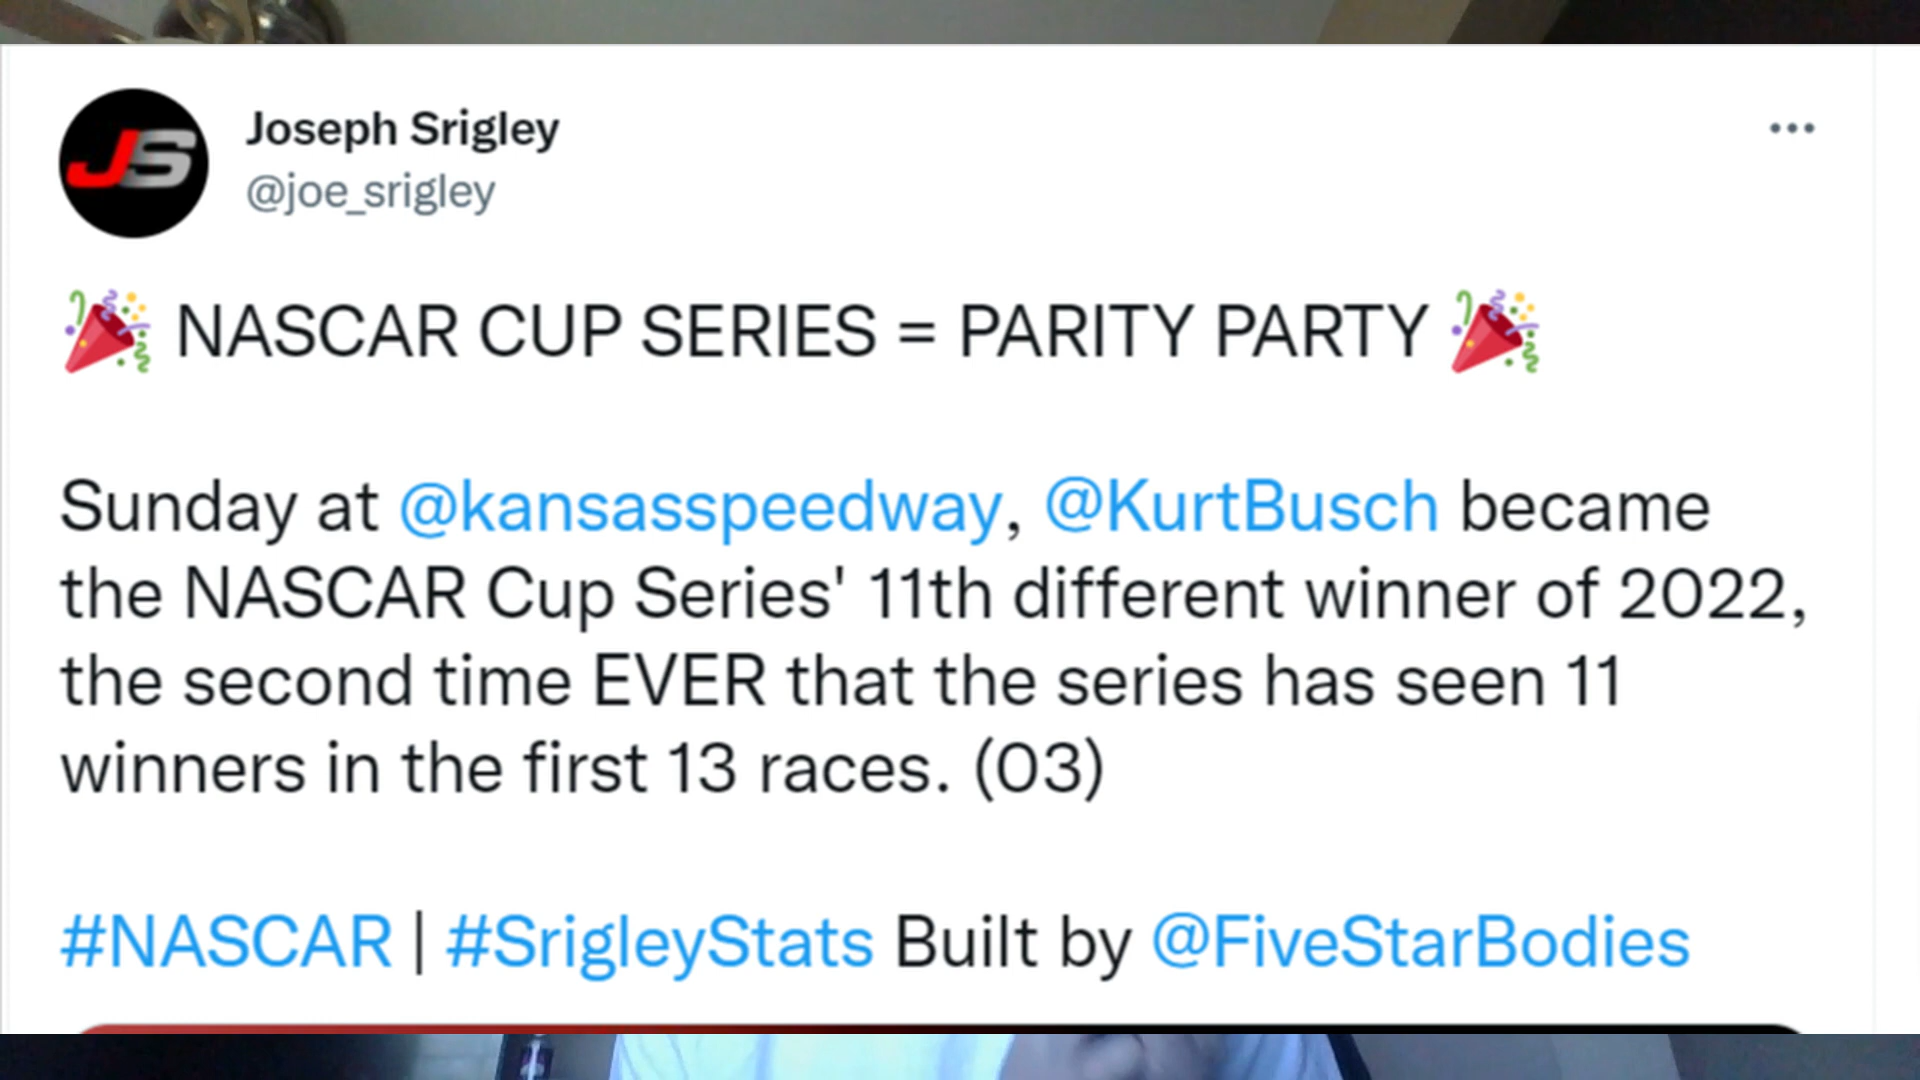 JS
Joseph Srigley
@joe_srigley
🎉 NASCAR CUP SERIES = PARITY PARTY 🎉
Sunday at @kansasspeedway, @KurtBusch became
the NASCAR Cup Series' 11th different winner of 2022,
the second time EVER that the series has seen 11
winners in the first 13 races. (03)
#NASCAR | #SrigleyStats Built by @FiveStarBodies